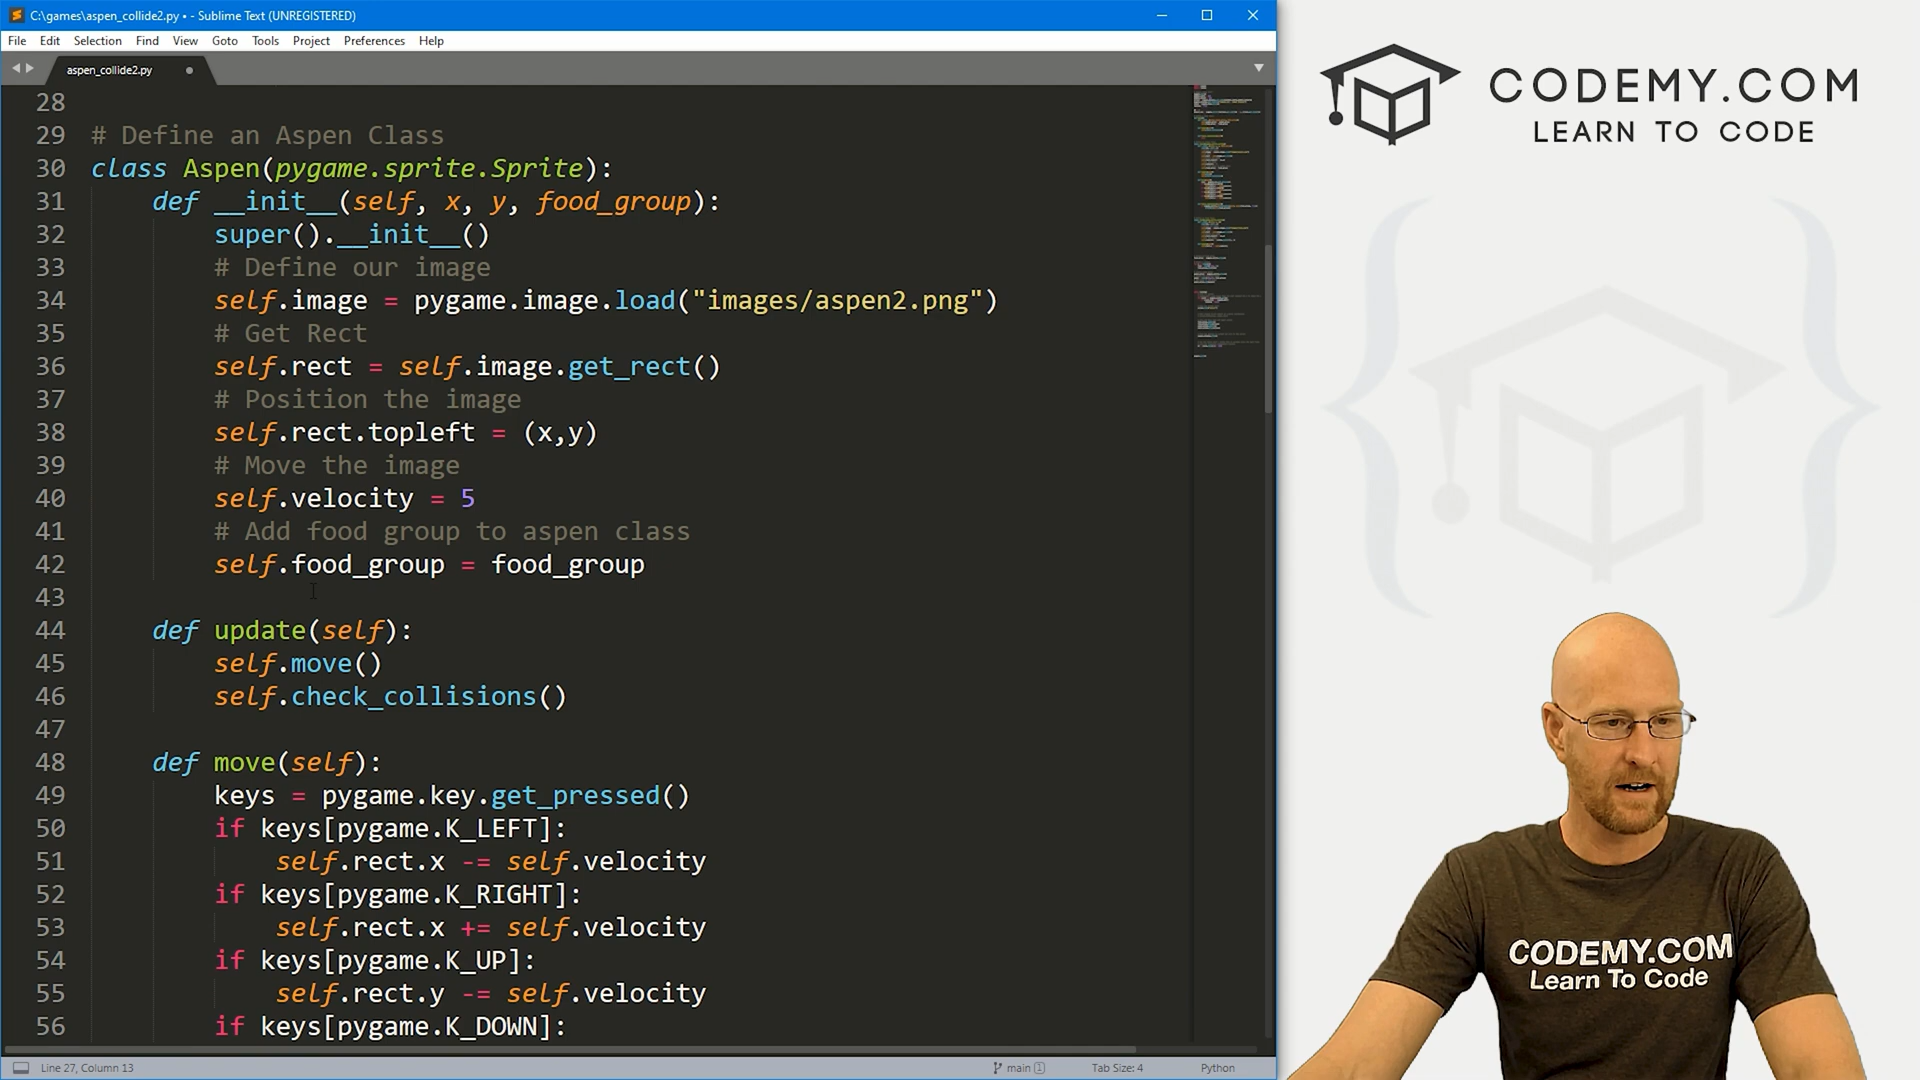 C:\games\aspen_collide2.py • - Sublime Text (UNREGISTERED)
File Edit Selection Find View Goto Tools Project Preferences Help
aspen_collide2.py
28
29 # Define an Aspen Class
30 class Aspen(pygame.sprite.Sprite):
31 def __init__(self, x, y, food_group):
32 super().__init__()
33 # Define our image
34 self.image = pygame.image.load("images/aspen2.png")
35 # Get Rect
36 self.rect = self.image.get_rect()
37 # Position the image
38 self.rect.topleft = (x,y)
39 # Move the image
40 self.velocity = 5
41 # Add food group to aspen class
42 self.food_group = food_group
43
44 def update(self):
45 self.move()
46 self.check_collisions()
47
48 def move(self):
49 keys = pygame.key.get_pressed()
50 if keys[pygame.K_LEFT]:
51 self.rect.x -= self.velocity
52 if keys[pygame.K_RIGHT]:
53 self.rect.x += self.velocity
54 if keys[pygame.K_UP]:
55 self.rect.y -= self.velocity
56 if keys[pygame.K_DOWN]:
Line 27, Column 13
main 1
Tab Size: 4
Python
CODEMY.COM
LEARN TO CODE
CODEMY.COM
Learn To Code